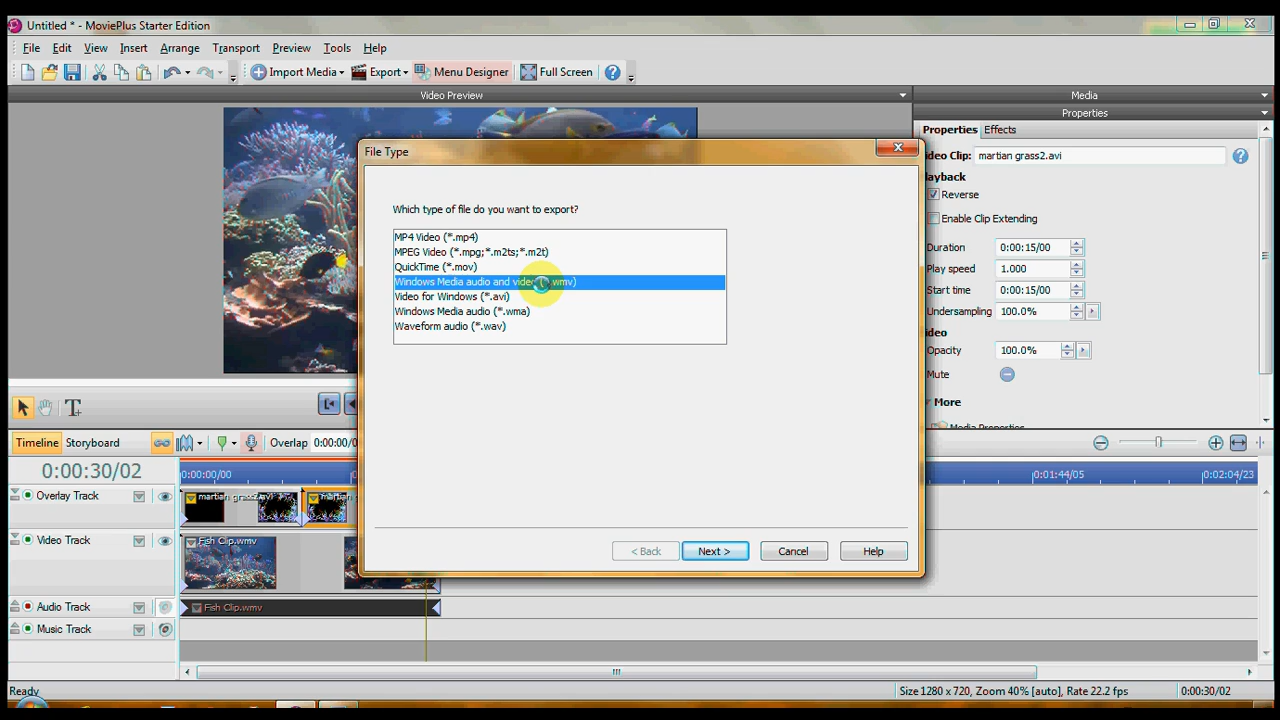 Untitled * - MoviePlus Starter Edition
File Edit View Insert Arrange Transport Preview Tools Help
Import Media Export Menu Designer Full Screen
Video Preview
Media
Properties
Properties Effects
ideo Clip: martian grass2.avi
layback
Reverse
Enable Clip Extending
Duration 0:00:15/00
Play speed 1.000
Start time 0:00:15/00
Undersampling 100.0%
ideo
Opacity 100.0%
Mute
More
File Type
Which type of file do you want to export?
MP4 Video (*.mp4)
MPEG Video (*.mpg;*.m2ts;*.m2t)
QuickTime (*.mov)
Windows Media audio and video (*.wmv)
Video for Windows (*.avi)
Windows Media audio (*.wma)
Waveform audio (*.wav)
< Back Next > Cancel Help
Timeline Storyboard Overlap 0:00:00/0
0:00:30/02 0:00:00/00 0:01:44/05 0:02:04/23
Overlay Track martian grass2.avi martian
Video Track Fish Clip.wmv
Audio Track Fish Clip.wmv
Music Track
Ready Size 1280 x 720, Zoom 40% [auto], Rate 22.2 fps 0:00:30/02